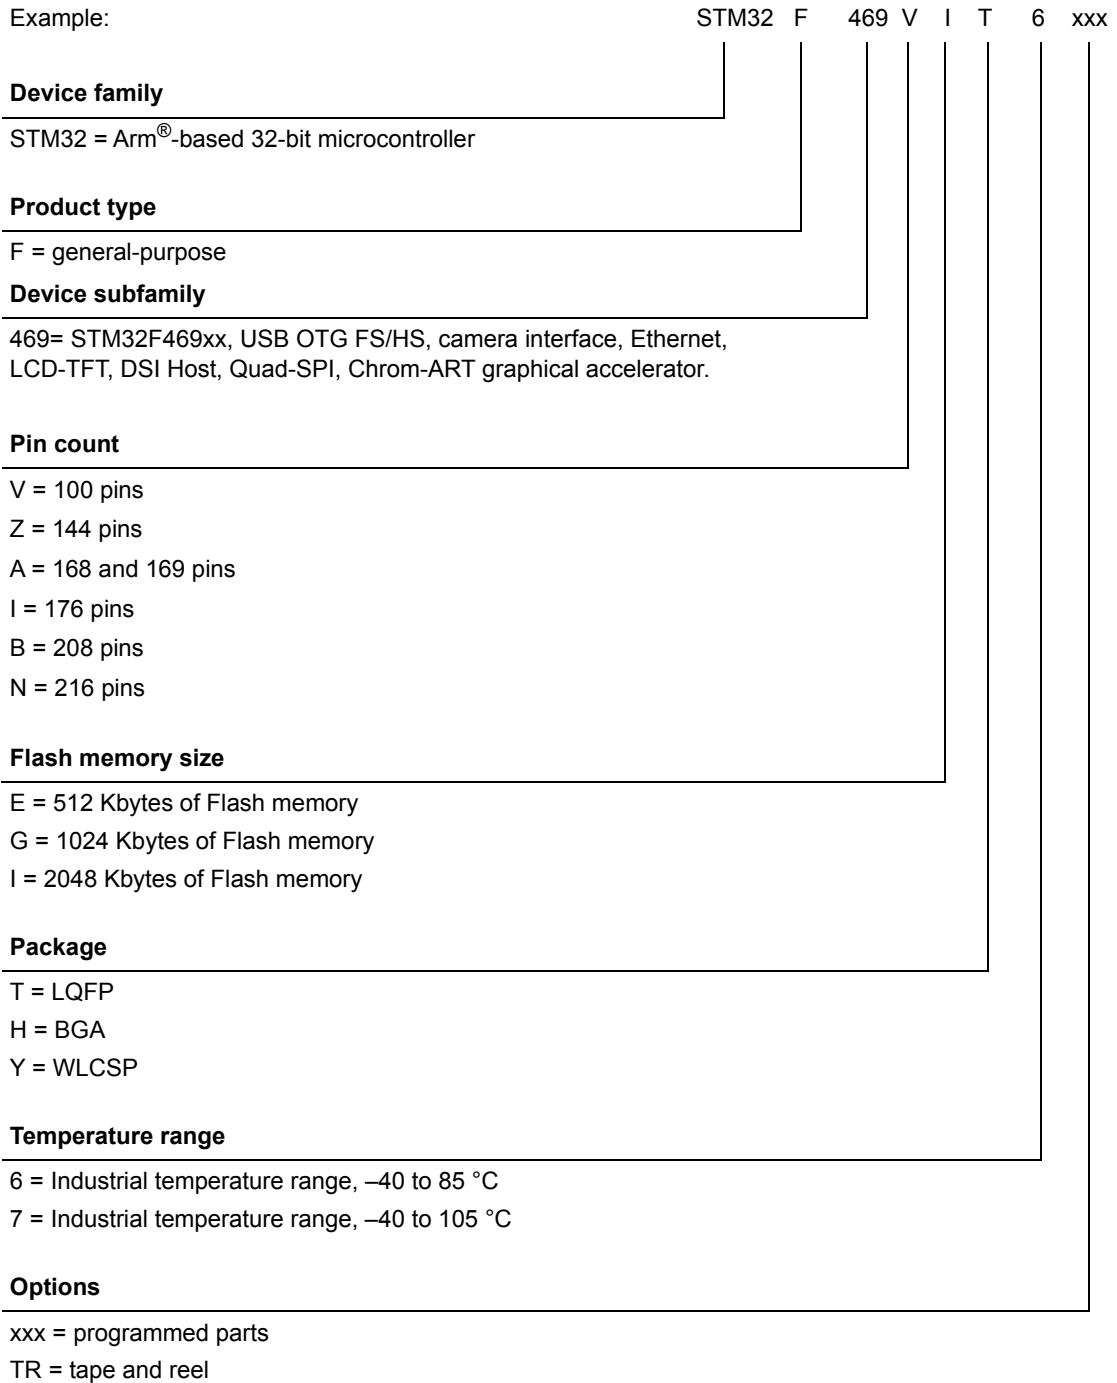 Example: STM32 F 469 V I T 6 xxx
Device family
STM32 = Arm®-based 32-bit microcontroller
Product type
F = general-purpose
Device subfamily
469= STM32F469xx, USB OTG FS/HS, camera interface, Ethernet,
LCD-TFT, DSI Host, Quad-SPI, Chrom-ART graphical accelerator.
Pin count
V = 100 pins
Z = 144 pins
A = 168 and 169 pins
I = 176 pins
B = 208 pins
N = 216 pins
Flash memory size
E = 512 Kbytes of Flash memory
G = 1024 Kbytes of Flash memory
I = 2048 Kbytes of Flash memory
Package
T = LQFP
H = BGA
Y = WLCSP
Temperature range
6 = Industrial temperature range, –40 to 85 °C
7 = Industrial temperature range, –40 to 105 °C
Options
xxx = programmed parts
TR = tape and reel